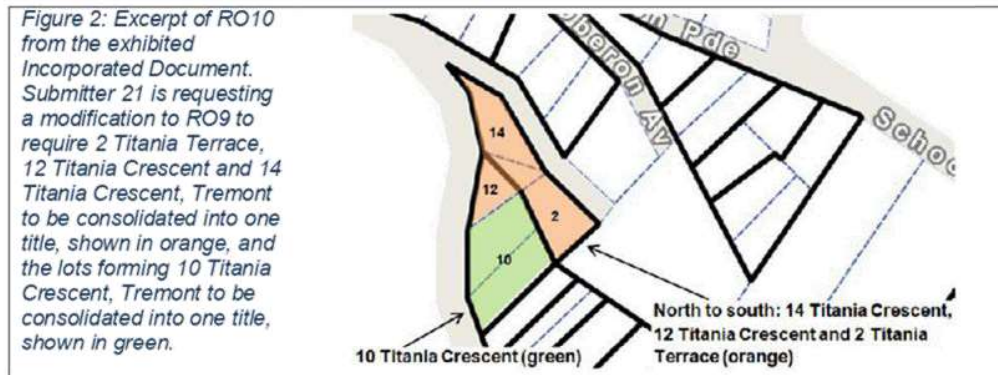 Figure 2: Excerpt of RO10
from the exhibited
Incorporated Document.
Submitter 21 is requesting
a modification to RO9 to
require 2 Titania Terrace,
12 Titania Crescent and 14
Titania Crescent, Tremont
to be consolidated into one
title, shown in orange, and
the lots forming 10 Titania
Crescent, Tremont to be
consolidated into one title,
shown in green.
beron Av
n Pde
Schoo
14
12
2
10
10 Titania Crescent (green)
North to south: 14 Titania Crescent,
12 Titania Crescent and 2 Titania
Terrace (orange)